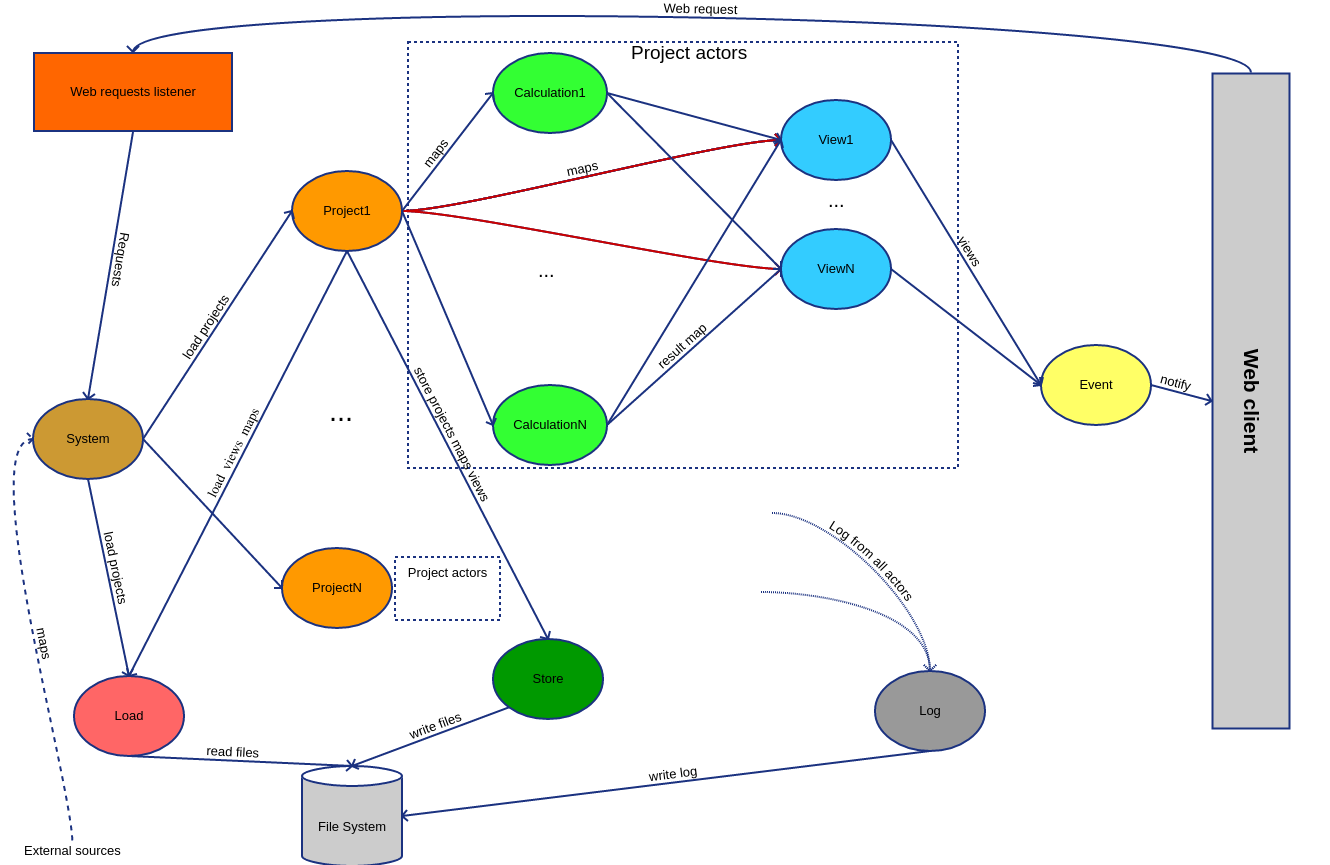 Web request
Project actors
Web requests listener
Calculation1
maps
View1
maps
...
Project1
Requests
views
...
ViewN
load projects
result map
Event
notify
Web client
store projects maps views
load views maps
...
CalculationN
System
Log from all actors
load projects
ProjectN
Project actors
maps
Store
Load
Log
write files
read files
write log
File System
External sources